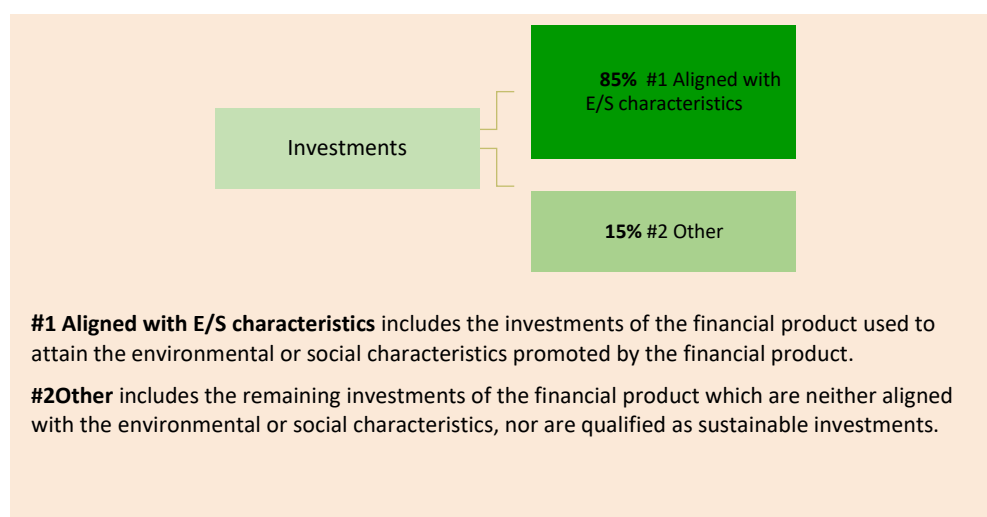 85% #1 Aligned with
E/S characteristics
Investments
15% #2 Other
#1 Aligned with E/S characteristics includes the investments of the financial product used to
attain the environmental or social characteristics promoted by the financial product.
#2Other includes the remaining investments of the financial product which are neither aligned
with the environmental or social characteristics, nor are qualified as sustainable investments.